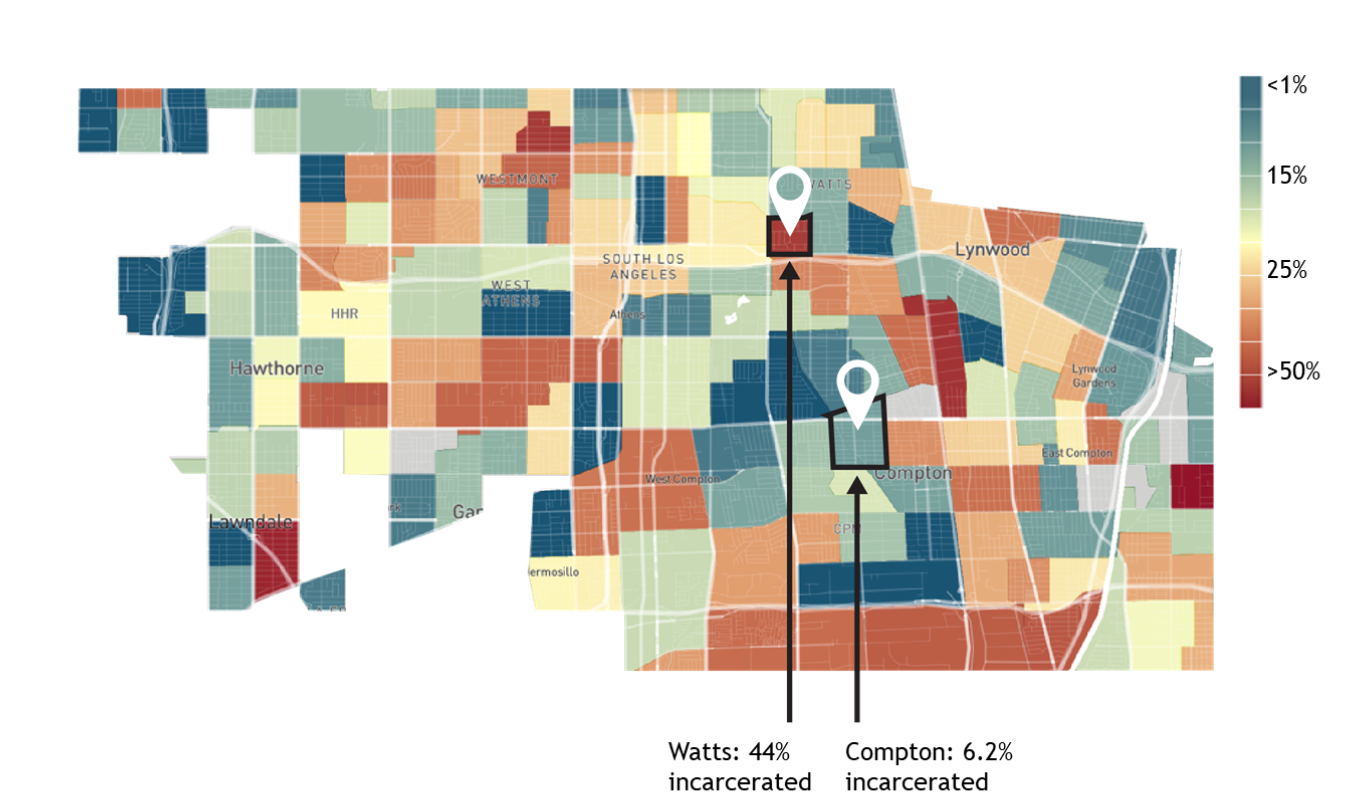 <1%
15%
25%
>50%
WESTMONT
WATTS
Lynwood
SOUTH LOS
ANGELES
WEST
ATHENS
HHR
Athens
Hawthorne
Lynwood
Gardens
East Compton
Compton
West Compton
Gar
Lawndale
CPM
ermosillo
Watts: 44%
incarcerated
Compton: 6.2%
incarcerated